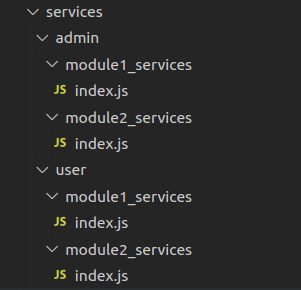 services
admin
module1_services
JS index.js
module2_services
JS index.js
user
module1_services
JS index.js
module2_services
JS index.js